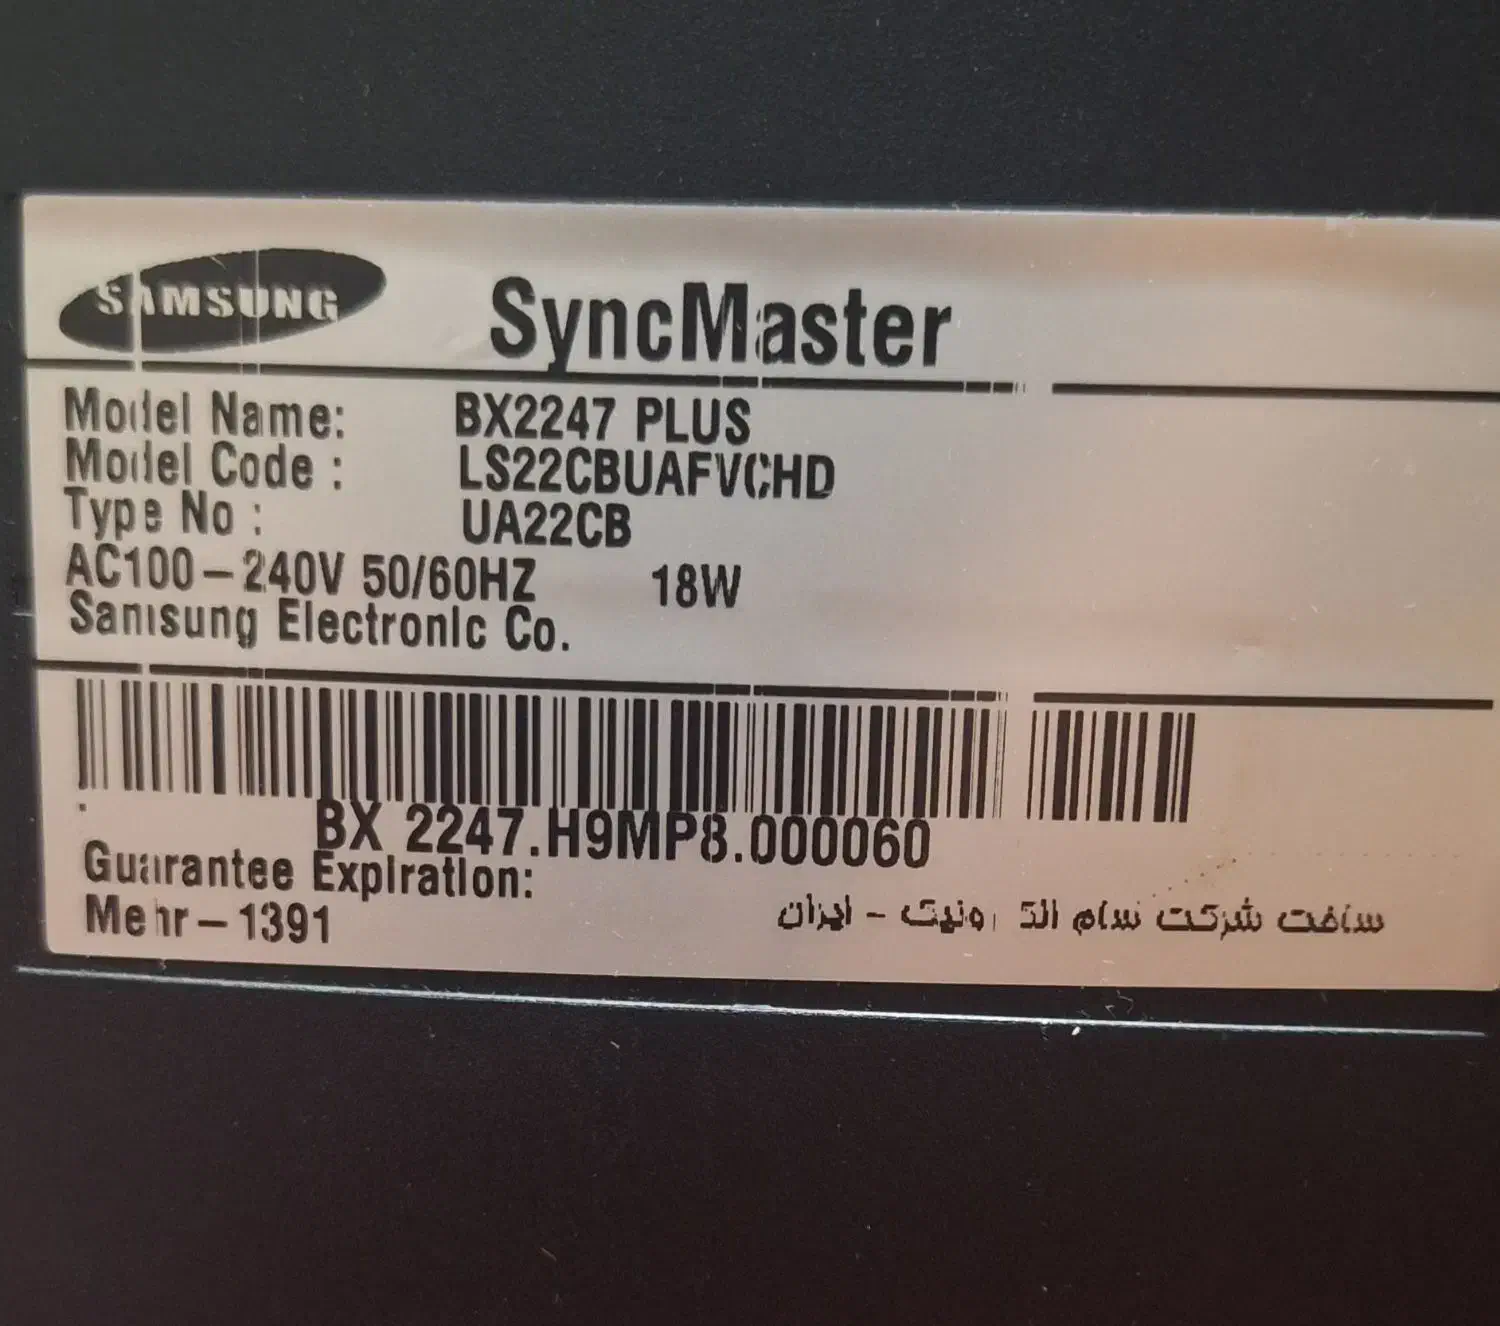 SAMSUNG SyncMaster
Model Name: BX2247 PLUS
Model Code : LS22CBUAFVCHD
Type No : UA22CB
AC100-240V 50/60HZ 18W
Samsung Electronic Co.
BX 2247.H9MP8.000060
Guarantee Expiration:
Mehr-1391
ساخت شرکت سام الکترونیک - ایران